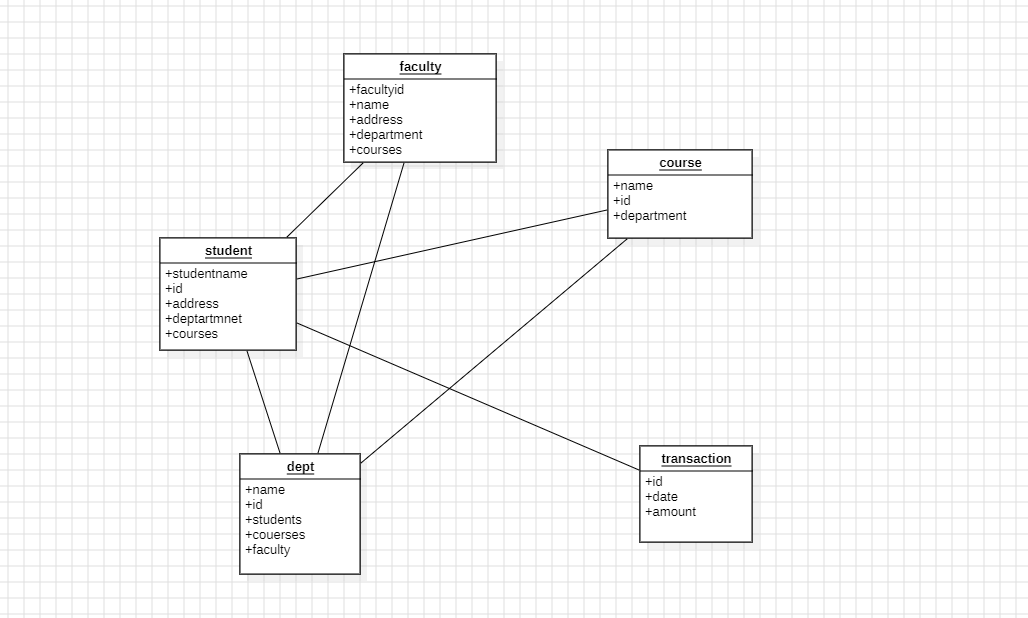 faculty
+facultyid
+name
+address
+department
+courses
course
+name
+id
+department
student
+studentname
+id
+address
+deptartmnet
+courses
dept
+name
+id
+students
+couerses
+faculty
transaction
+id
+date
+amount